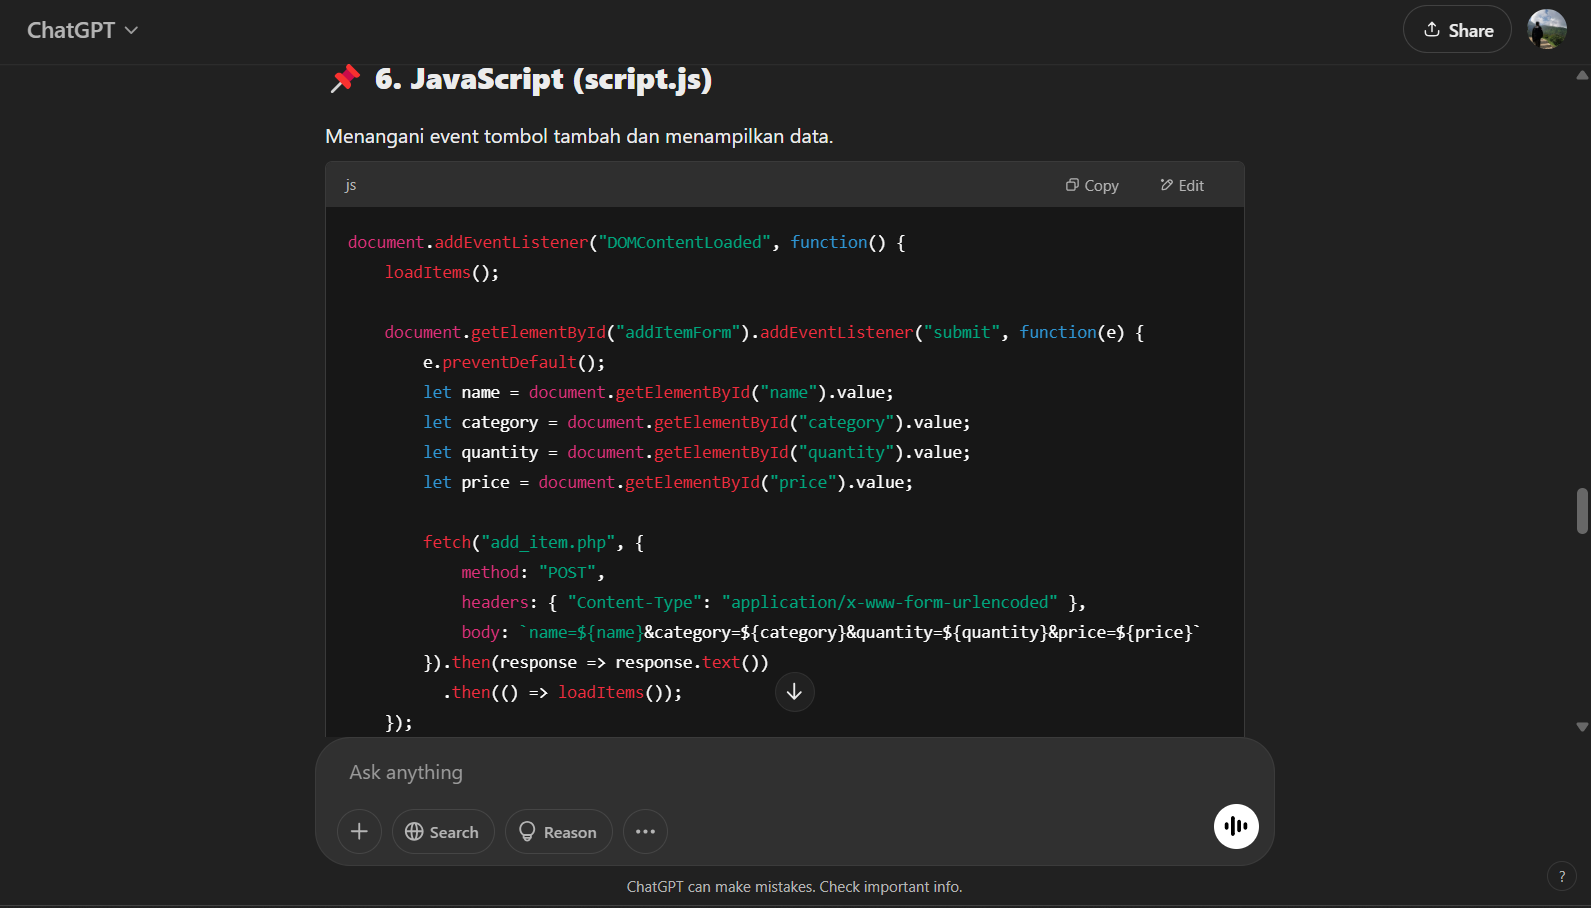 ChatGPT
Share
📌 6. JavaScript (script.js)
Menangani event tombol tambah dan menampilkan data.
js
Copy
Edit
document.addEventListener("DOMContentLoaded", function() {
    loadItems();

    document.getElementById("addItemForm").addEventListener("submit", function(e) {
        e.preventDefault();
        let name = document.getElementById("name").value;
        let category = document.getElementById("category").value;
        let quantity = document.getElementById("quantity").value;
        let price = document.getElementById("price").value;

        fetch("add_item.php", {
            method: "POST",
            headers: { "Content-Type": "application/x-www-form-urlencoded" },
            body: `name=${name}&category=${category}&quantity=${quantity}&price=${price}`
        }).then(response => response.text())
          .then(() => loadItems());
    });
Ask anything
Search
Reason
ChatGPT can make mistakes. Check important info.
?